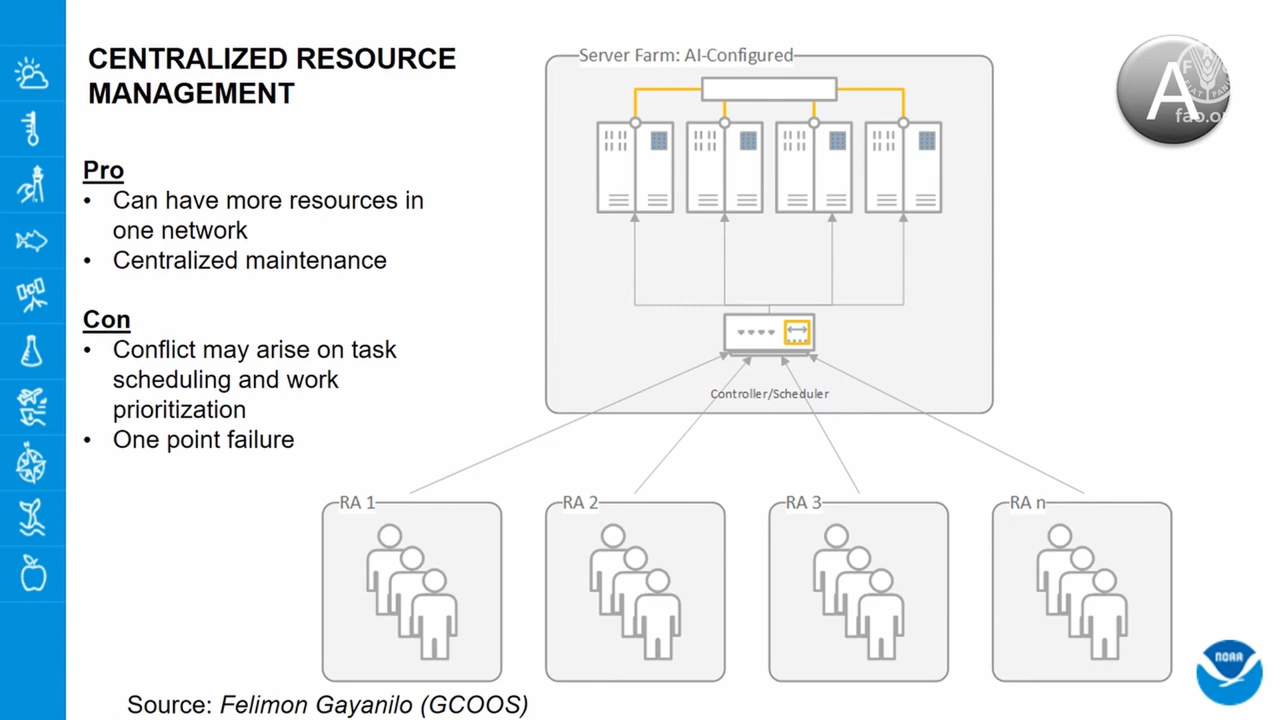 CENTRALIZED RESOURCE
MANAGEMENT
Pro
• Can have more resources in
one network
• Centralized maintenance
Con
• Conflict may arise on task
scheduling and work
prioritization
• One point failure
Server Farm: AI-Configured
Controller/Scheduler
RA 1
RA 2
RA 3
RA n
A
Source: Felimon Gayanilo (GCOOS)
NOAA